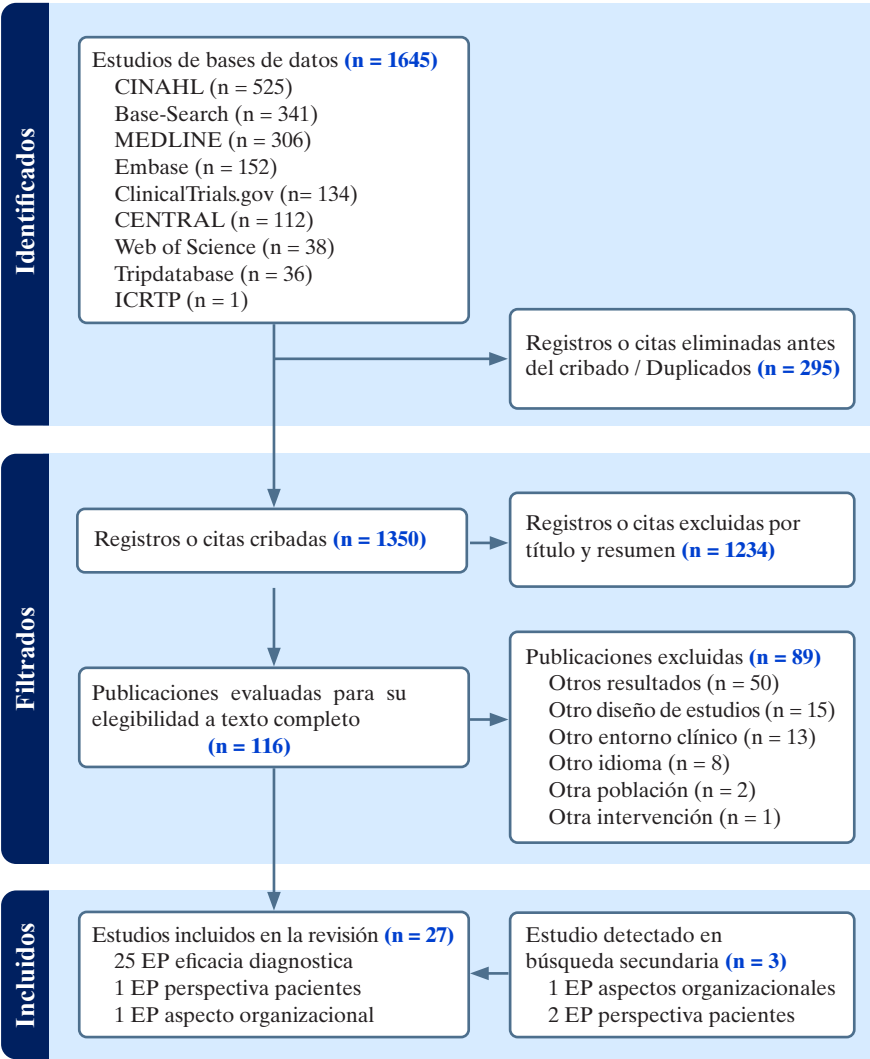 Identificados
Estudios de bases de datos (n = 1645)
CINAHL (n = 525)
Base-Search (n = 341)
MEDLINE (n = 306)
Embase (n = 152)
ClinicalTrials.gov (n= 134)
CENTRAL (n = 112)
Web of Science (n = 38)
Tripdatabase (n = 36)
ICRTP (n = 1)
Registros o citas eliminadas antes
del cribado / Duplicados (n = 295)
Filtrados
Registros o citas cribadas (n = 1350)
Registros o citas excluidas por
título y resumen (n = 1234)
Publicaciones evaluadas para su
elegibilidad a texto completo
(n = 116)
Publicaciones excluidas (n = 89)
Otros resultados (n = 50)
Otro diseño de estudios (n = 15)
Otro entorno clínico (n = 13)
Otro idioma (n = 8)
Otra población (n = 2)
Otra intervención (n = 1)
Incluidos
Estudios incluidos en la revisión (n = 27)
25 EP eficacia diagnostica
1 EP perspectiva pacientes
1 EP aspecto organizacional
Estudio detectado en
búsqueda secundaria (n = 3)
1 EP aspectos organizacionales
2 EP perspectiva pacientes